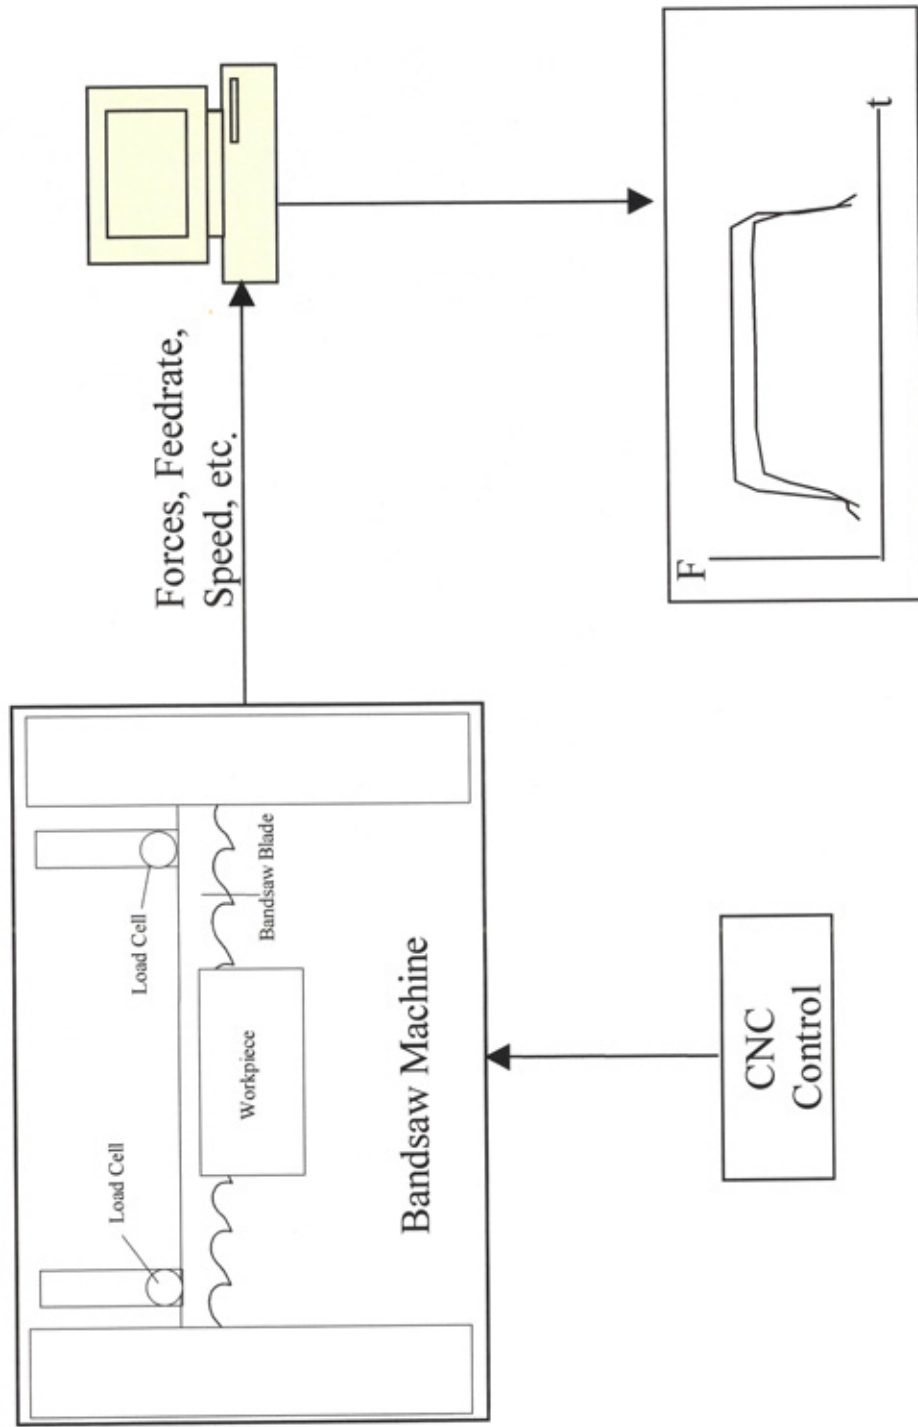 Load Cell
Load Cell
Workpiece
Bandsaw Blade
Bandsaw Machine
CNC
Control
Forces, Feedrate,
Speed, etc.
F
t